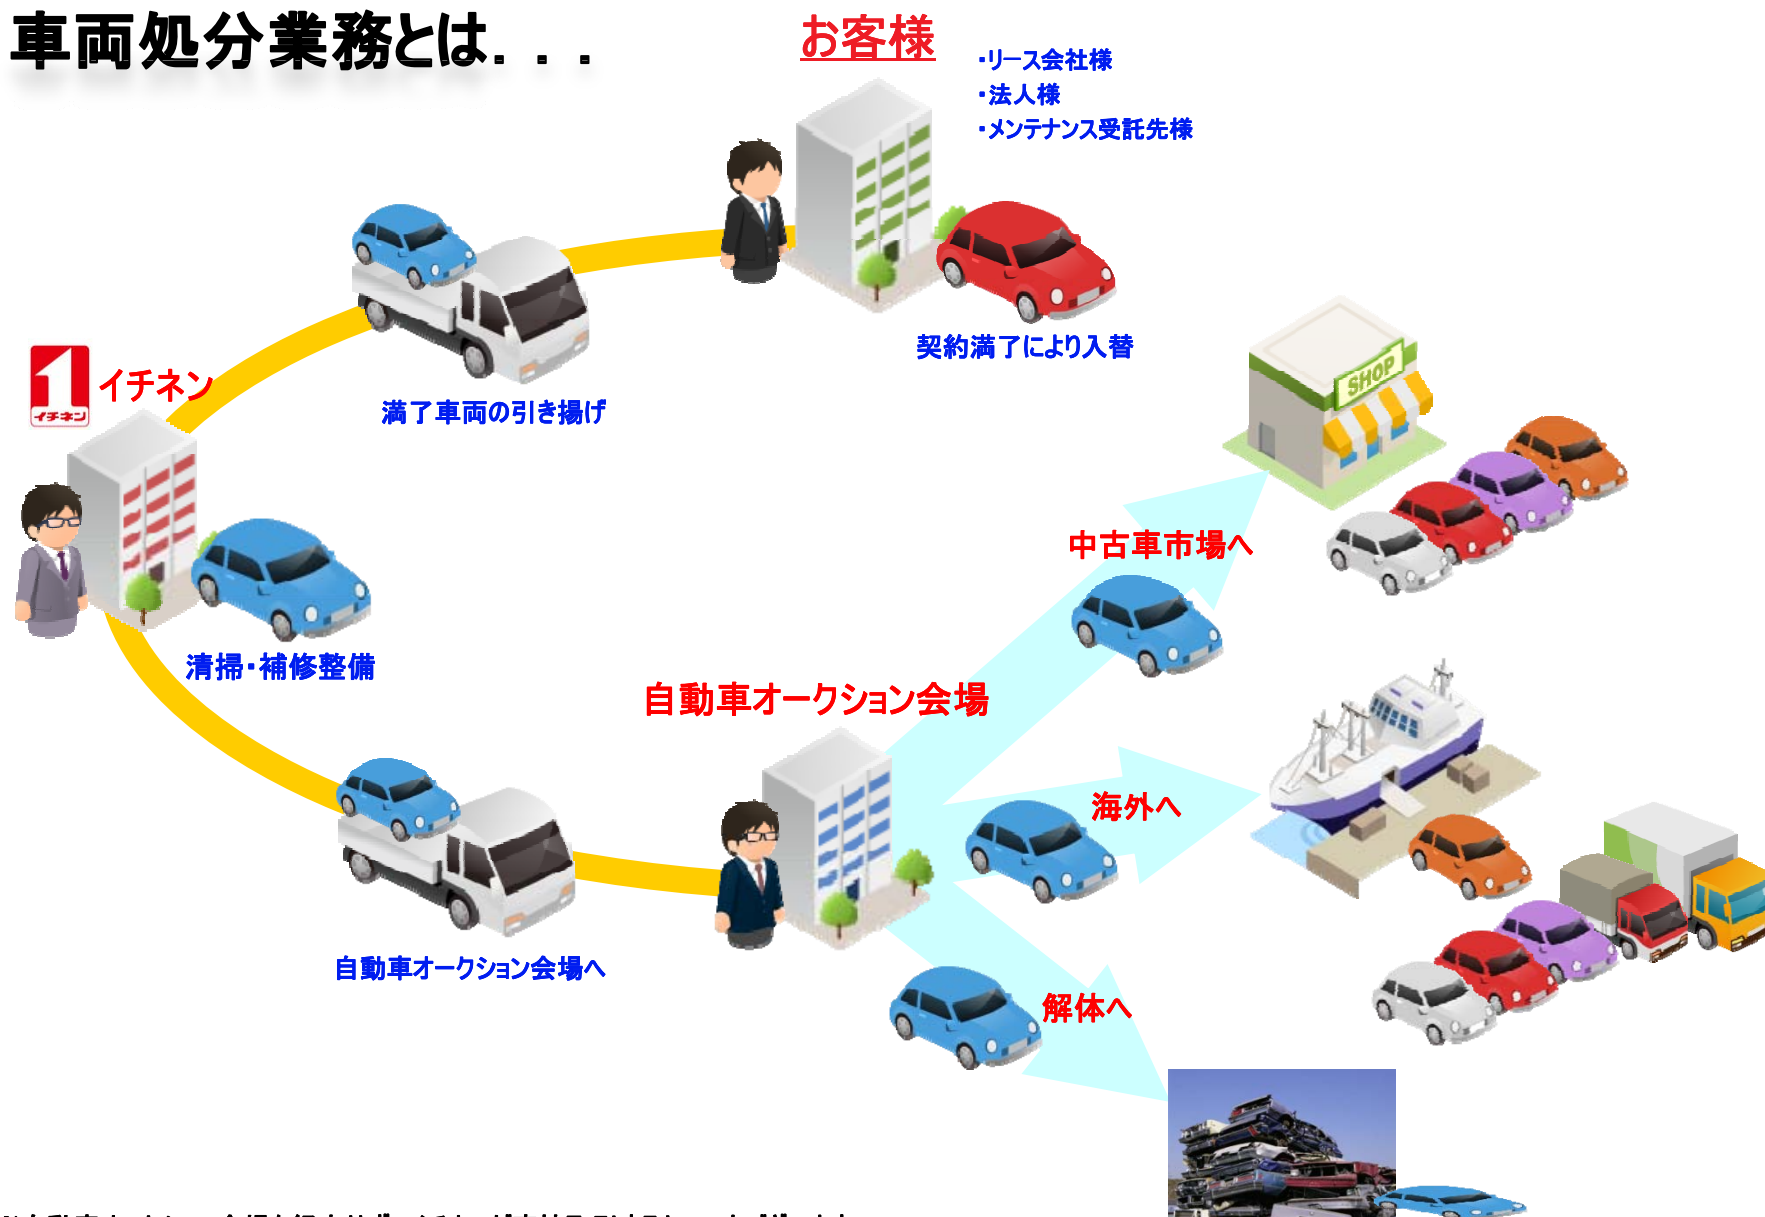 車両処分業務とは．．．
お客様
・リース会社様
・法人様
・メンテナンス受託先様
契約満了により入替
満了車両の引き揚げ
イチネン
イチネン
清掃・補修整備
自動車オークション会場へ
自動車オークション会場
SHOP
中古車市場へ
海外へ
解体へ